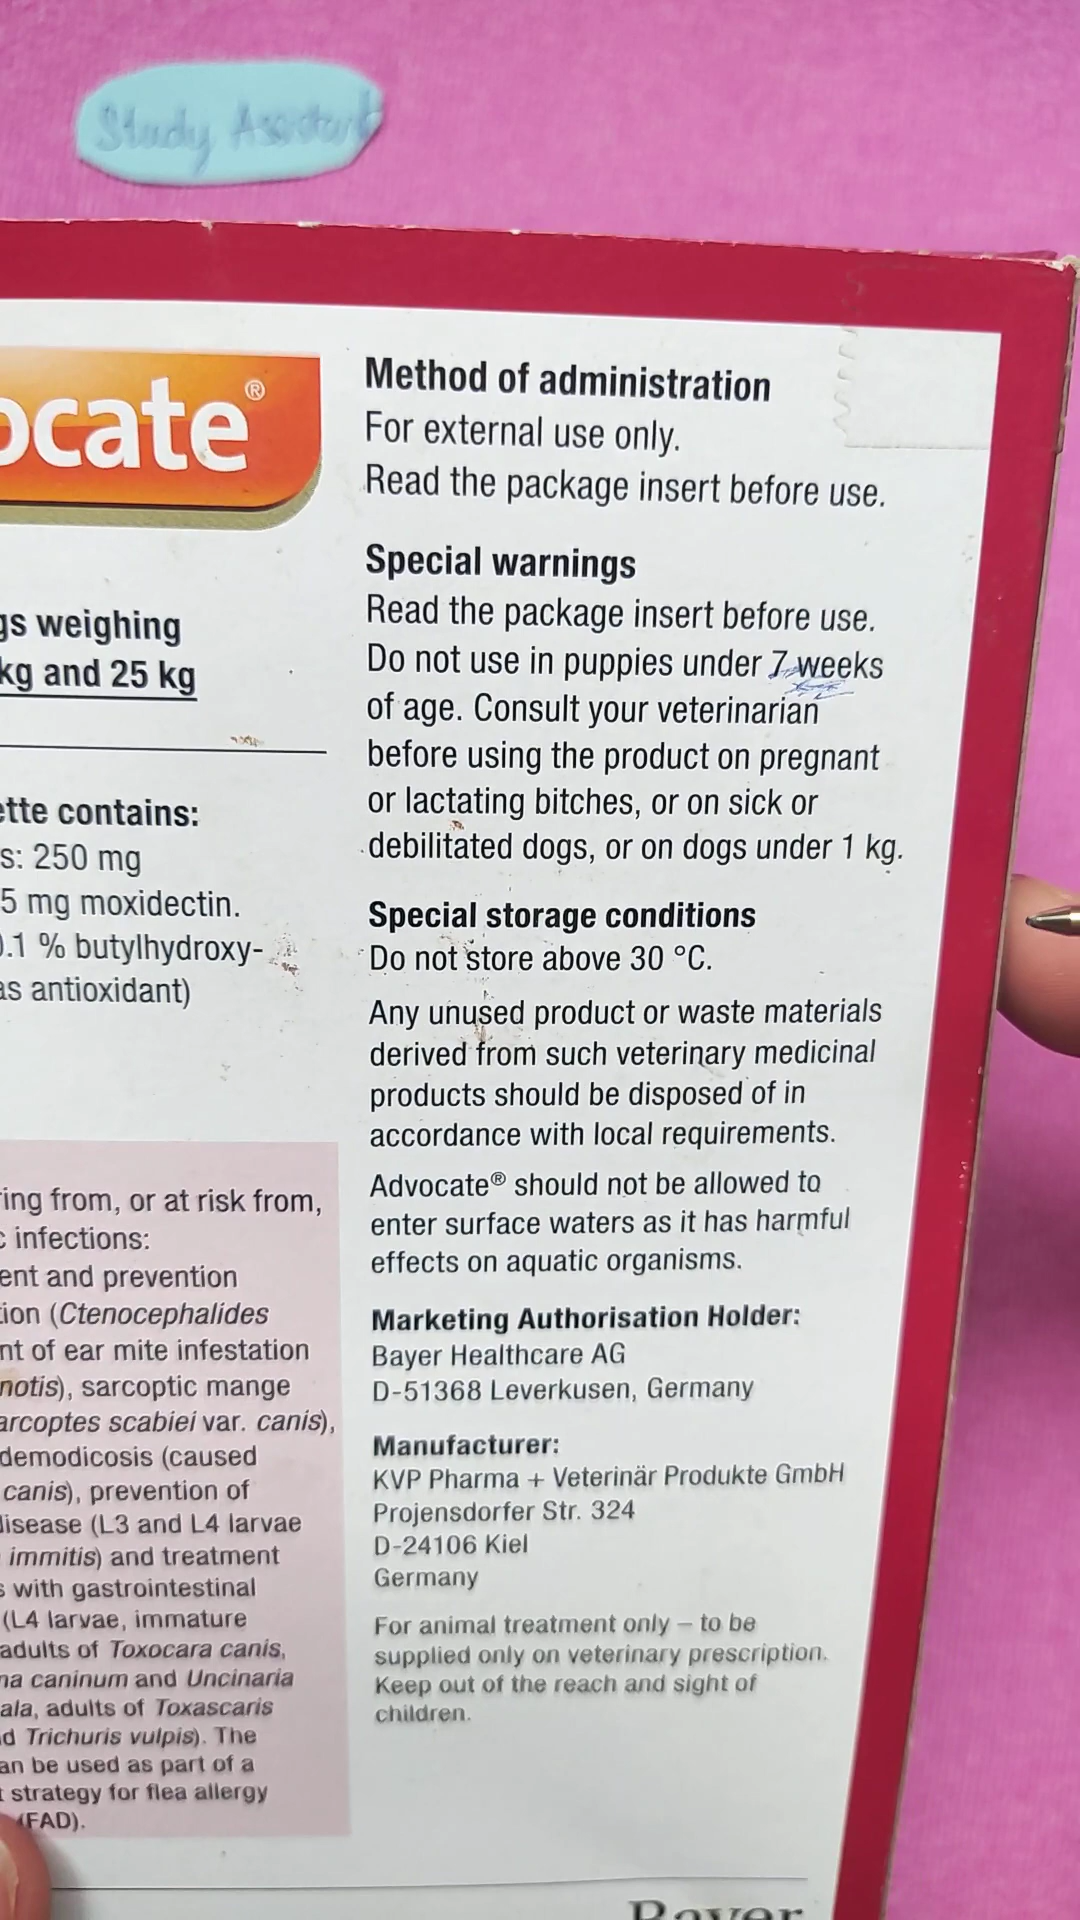 Study Assistant
ocate®
gs weighing
kg and 25 kg
ette contains:
s: 250 mg
5 mg moxidectin.
0.1 % butylhydroxy-
as antioxidant)
ring from, or at risk from,
c infections:
ent and prevention
tion (Ctenocephalides
nt of ear mite infestation
notis), sarcoptic mange
arcoptes scabiei var. canis),
demodicosis (caused
canis), prevention of
disease (L3 and L4 larvae
immitis) and treatment
s with gastrointestinal
(L4 larvae, immature
adults of Toxocara canis,
ma caninum and Uncinaria
ala, adults of Toxascaris
d Trichuris vulpis). The
an be used as part of a
t strategy for flea allergy
(FAD).
Method of administration
For external use only.
Read the package insert before use.
Special warnings
Read the package insert before use.
Do not use in puppies under 7 weeks
of age. Consult your veterinarian
before using the product on pregnant
or lactating bitches, or on sick or
debilitated dogs, or on dogs under 1 kg.
Special storage conditions
Do not store above 30 °C.
Any unused product or waste materials
derived from such veterinary medicinal
products should be disposed of in
accordance with local requirements.
Advocate® should not be allowed to
enter surface waters as it has harmful
effects on aquatic organisms.
Marketing Authorisation Holder:
Bayer Healthcare AG
D-51368 Leverkusen, Germany
Manufacturer:
KVP Pharma + Veterinär Produkte GmbH
Projensdorfer Str. 324
D-24106 Kiel
Germany
For animal treatment only – to be
supplied only on veterinary prescription.
Keep out of the reach and sight of
children.
Bayer